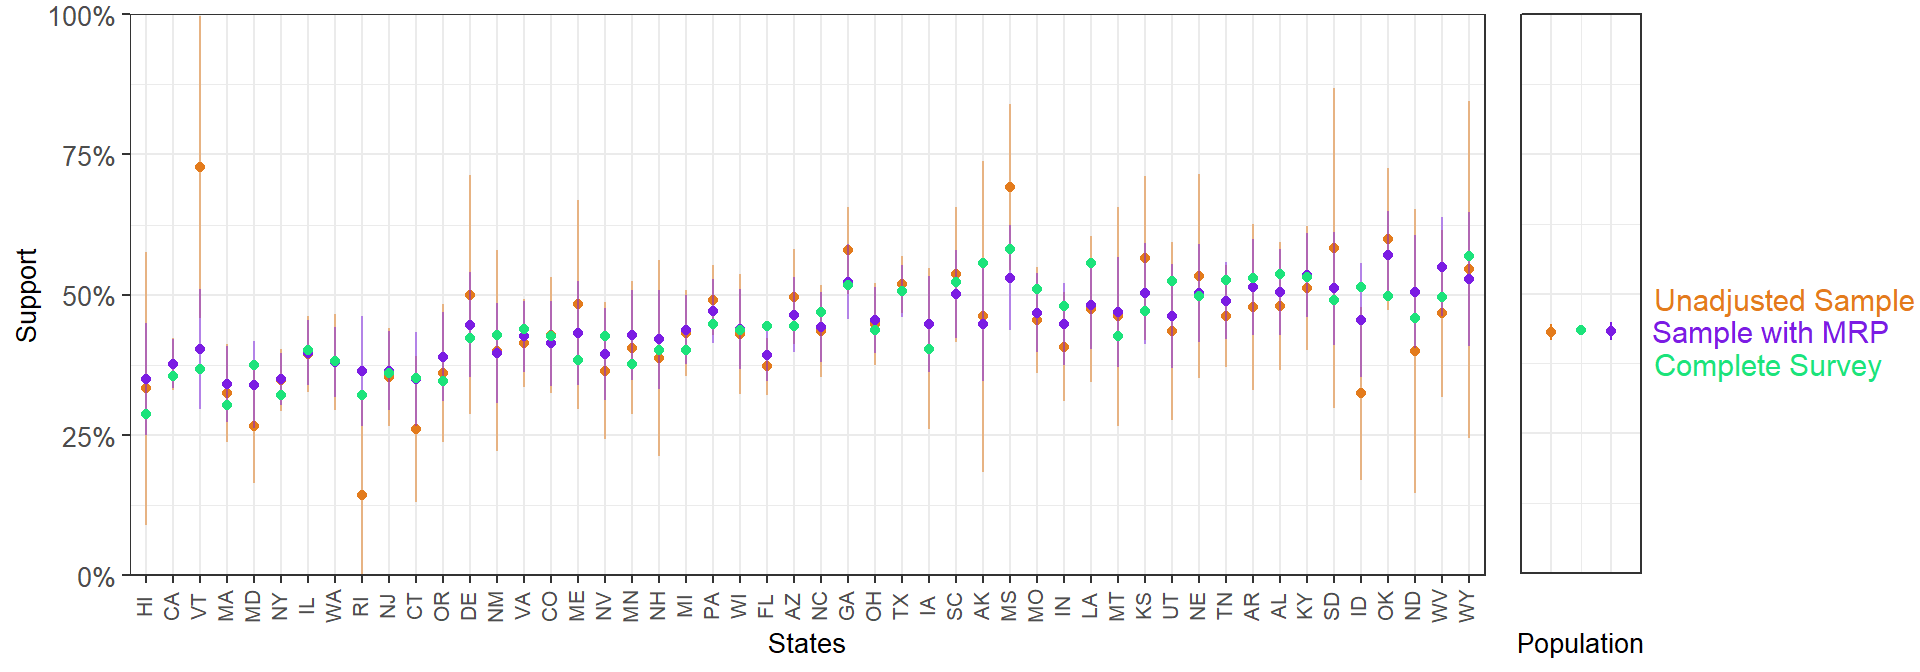 100%
75%
50%
25%
0%
Support
HI CA VT MA MD NY IL WA RI NJ CT OR DE NM VA CO ME NV MN NH MI PA WI FL AZ NC GA OH TX IA SC AK MS MO IN LA MT KS UT NE TN AR AL KY SD ID OK ND WV WY
States
Population
Unadjusted Sample
Sample with MRP
Complete Survey